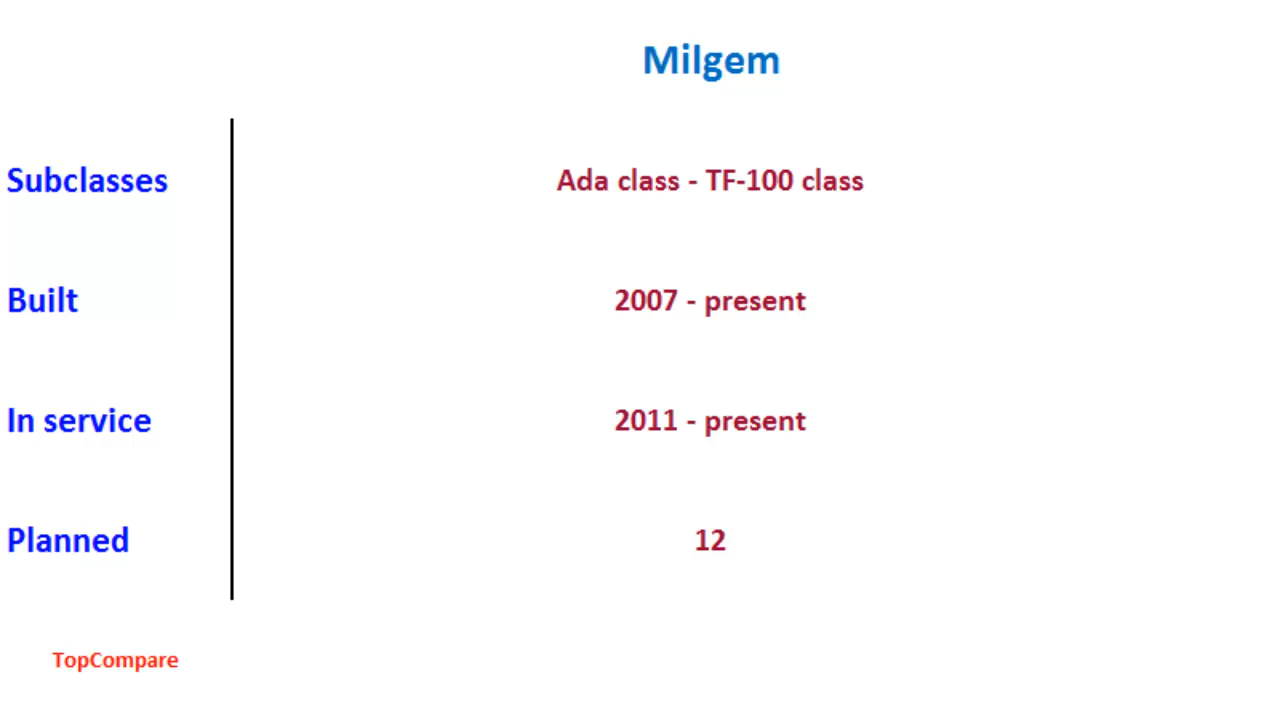 Milgem
Subclasses Ada class - TF-100 class
Built 2007 - present
In service 2011 - present
Planned 12
TopCompare